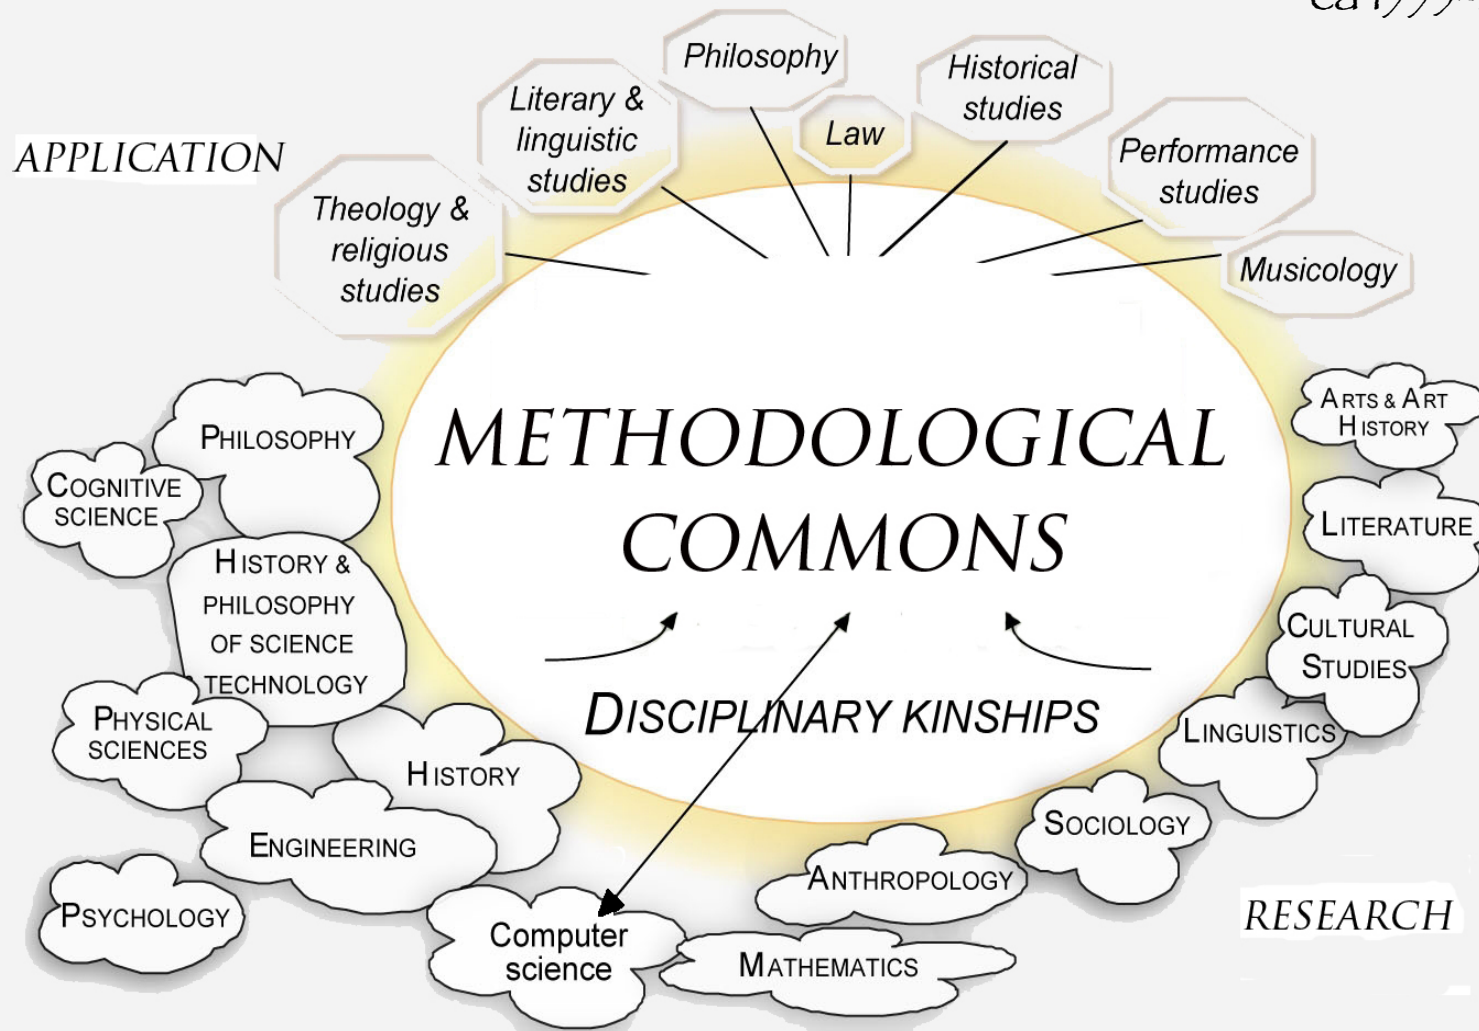 ca 1999
APPLICATION
Philosophy
Law
Historical
studies
Literary &
linguistic
studies
Performance
studies
Theology &
religious
studies
Musicology
METHODOLOGICAL
COMMONS
DISCIPLINARY KINSHIPS
PHILOSOPHY
COGNITIVE
SCIENCE
HISTORY &
PHILOSOPHY
OF SCIENCE
TECHNOLOGY
PHYSICAL
SCIENCES
HISTORY
ENGINEERING
PSYCHOLOGY
Computer
science
MATHEMATICS
ANTHROPOLOGY
SOCIOLOGY
LINGUISTICS
CULTURAL
STUDIES
LITERATURE
ARTS & ART
HISTORY
RESEARCH